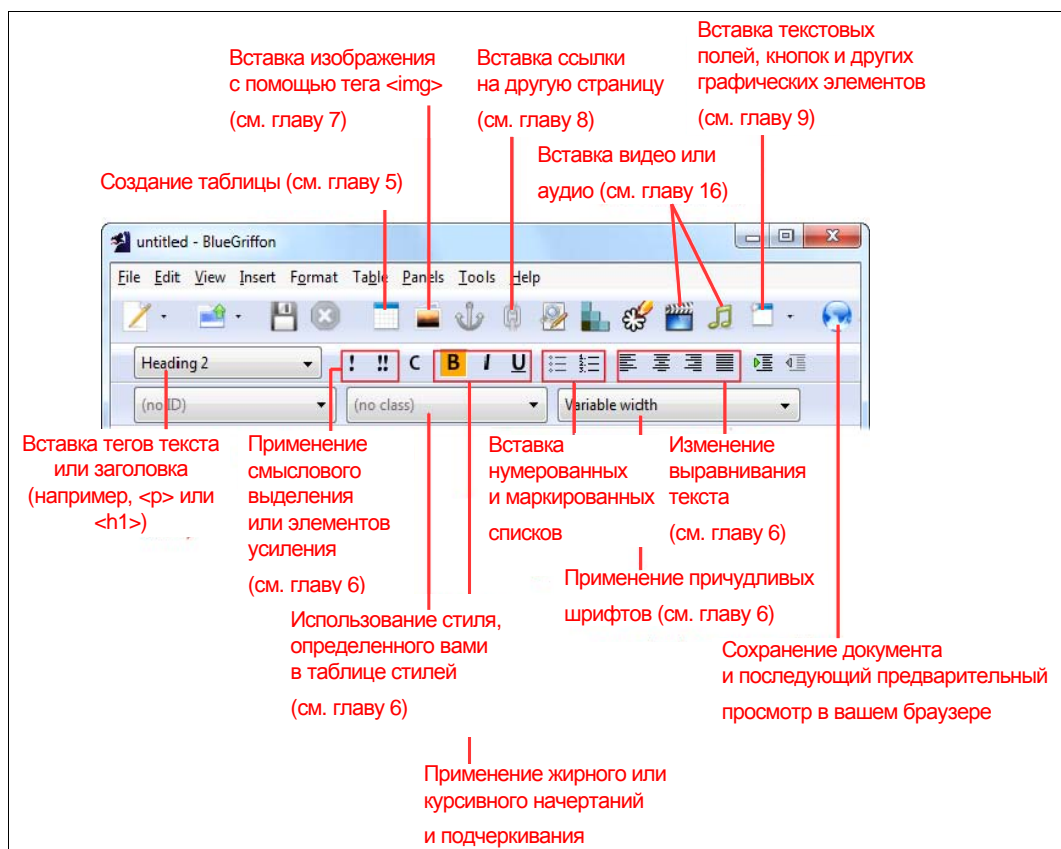 Вставка изображения
с помощью тега <img>
(см. главу 7)
Вставка ссылки
на другую страницу
(см. главу 8)
Вставка текстовых
полей, кнопок и других
графических элементов
(см. главу 9)
Вставка видео или
аудио (см. главу 16)
Создание таблицы (см. главу 5)
untitled - BlueGriffon
File Edit View Insert Format Table Panels Tools Help
Heading 2 ! !! C B I U
(no ID) (no class) Variable width
Вставка тегов текста
или заголовка
(например, <p> или
<h1>)
Применение
смыслового
выделения
или элементов
усиления
(см. главу 6)
Вставка
нумерованных
и маркированных
списков
Изменение
выравнивания
текста
(см. главу 6)
Применение причудливых
шрифтов (см. главу 6)
Использование стиля,
определенного вами
в таблице стилей
(см. главу 6)
Сохранение документа
и последующий предварительный
просмотр в вашем браузере
Применение жирного или
курсивного начертаний
и подчеркивания